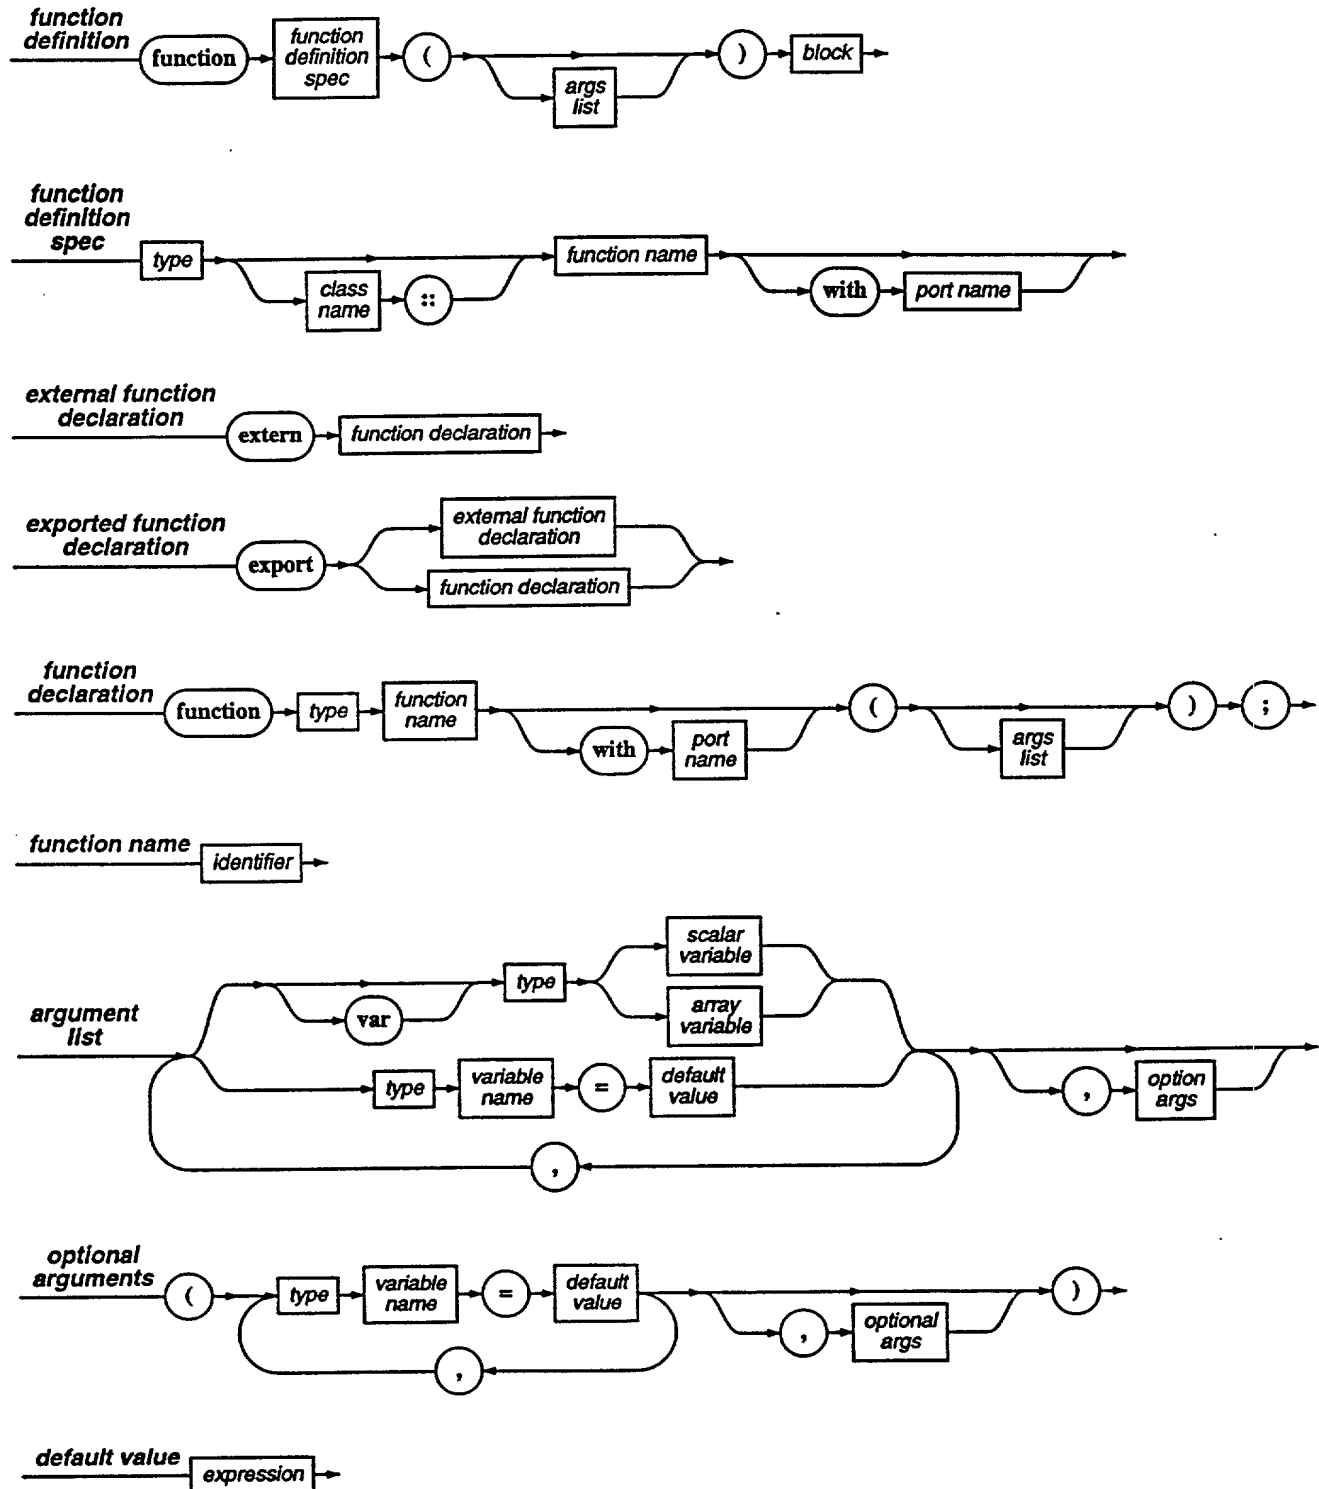 function
definition
function
function
definition
spec
(
args
list
)
block
function
definition
spec
type
class
name
::
function name
with
port name
external function
declaration
extern
function declaration
exported function
declaration
export
external function
declaration
function declaration
function
declaration
function
type
function
name
with
port
name
(
args
list
)
;
function name
identifier
argument
list
var
type
scalar
variable
array
variable
type
variable
name
=
default
value
,
,
option
args
optional
arguments
(
type
variable
name
=
default
value
,
,
optional
args
)
default value
expression